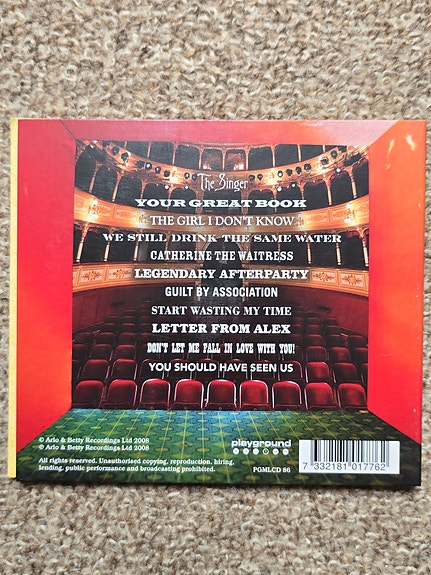 The Singer
YOUR GREAT BOOK
THE GIRL I DON'T KNOW
WE STILL DRINK THE SAME WATER
CATHERINE THE WAITRESS
LEGENDARY AFTERPARTY
GUILT BY ASSOCIATION
START WASTING MY TIME
LETTER FROM ALEX
DON'T LET ME FALL IN LOVE WITH YOU!
YOU SHOULD HAVE SEEN US
℗ Arlo & Betty Recordings Ltd 2008
© Arlo & Betty Recordings Ltd 2008
All rights reserved. Unauthorised copying, reproduction, hiring,
lending, public performance and broadcasting prohibited.
playground
PGMLCD 86
7 332181 017762